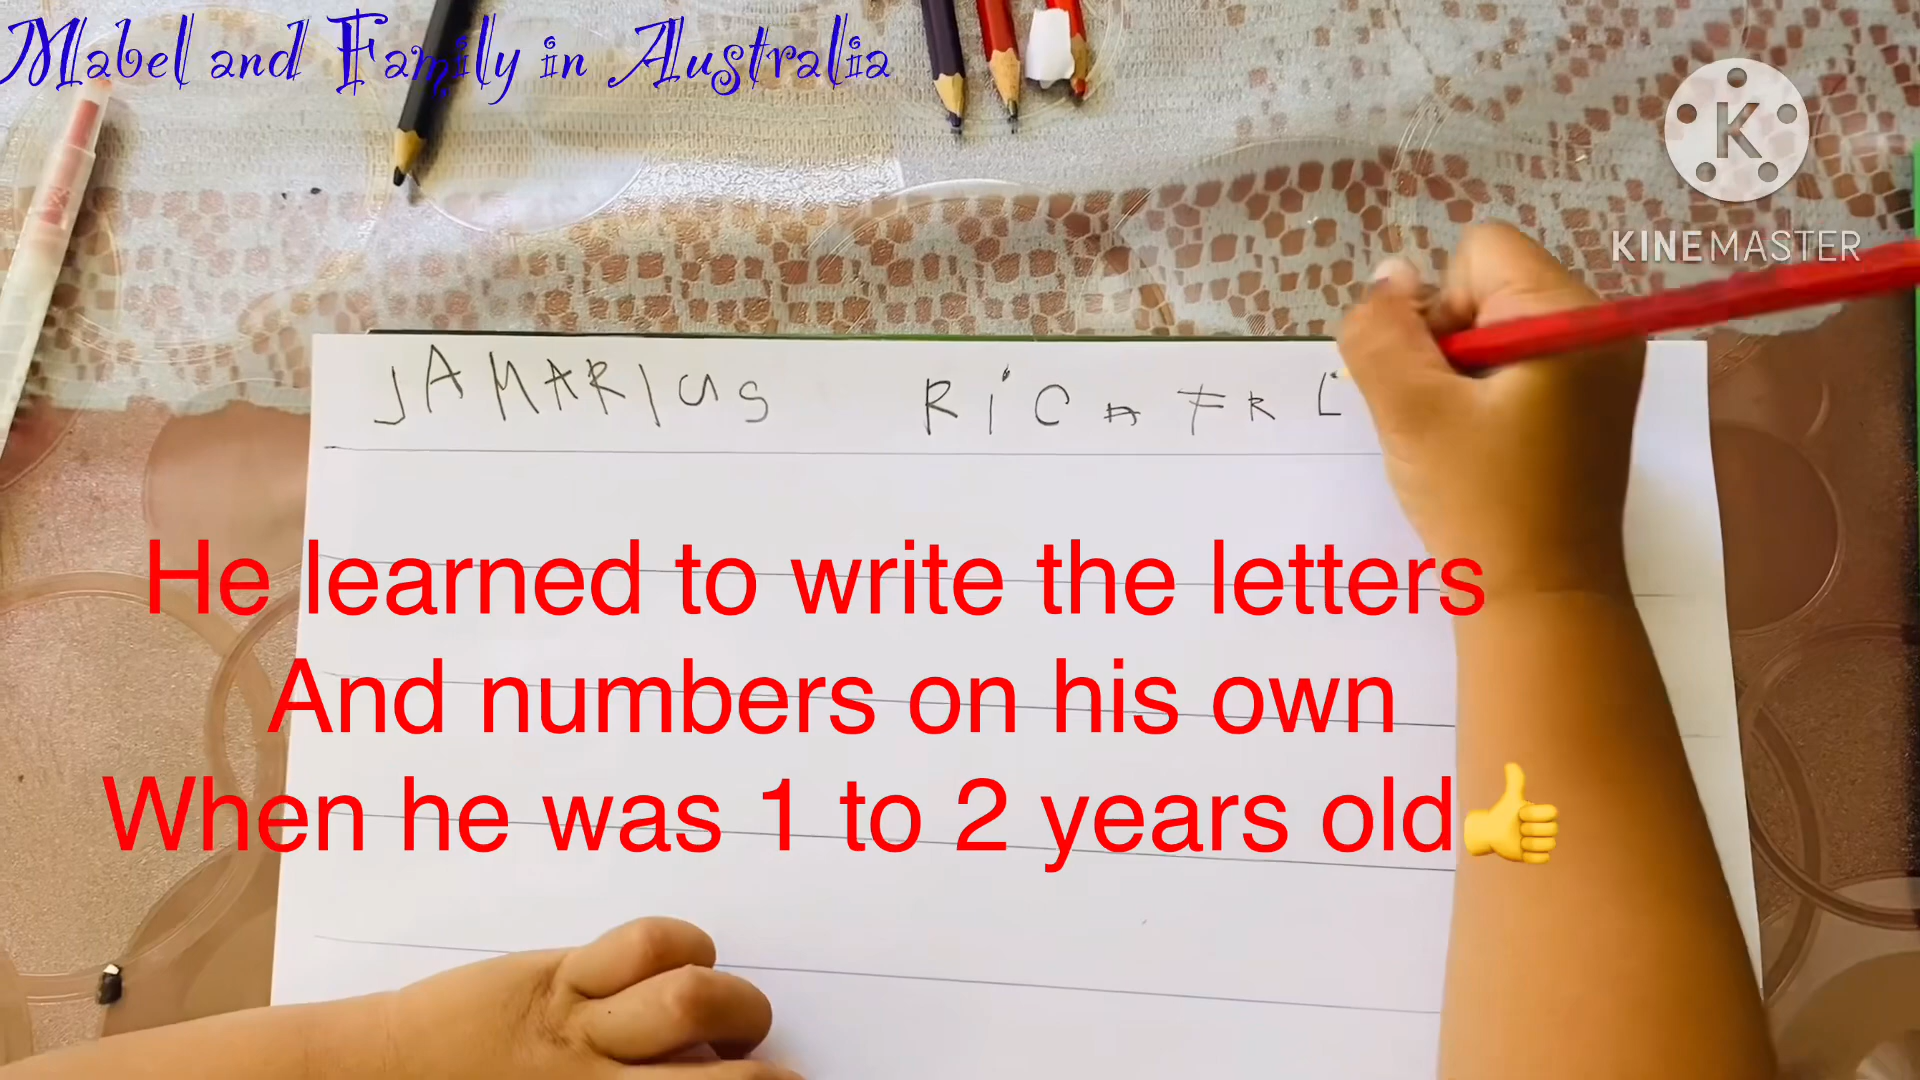 Mabel and Family in Australia
K
KINEMASTER
JAMARIUS RiCAFRL
He learned to write the letters
And numbers on his own
When he was 1 to 2 years old👍